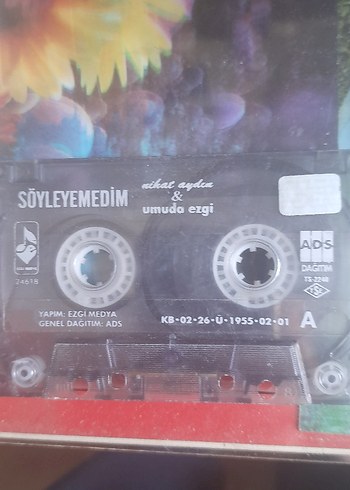 nihat aydın
SÖYLEYEMEDİM &
umuda ezgi
ADS
DAĞITIM
YAPIM: EZGİ MEDYA
GENEL DAĞITIM: ADS
KB·02·26·Ü·1955·02·01 A